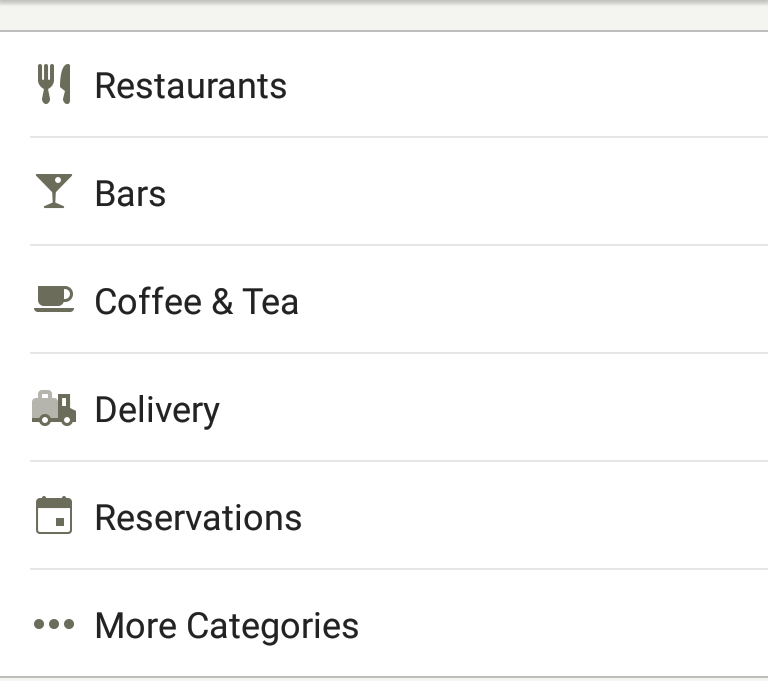 Restaurants
Bars
Coffee & Tea
Delivery
Reservations
More Categories